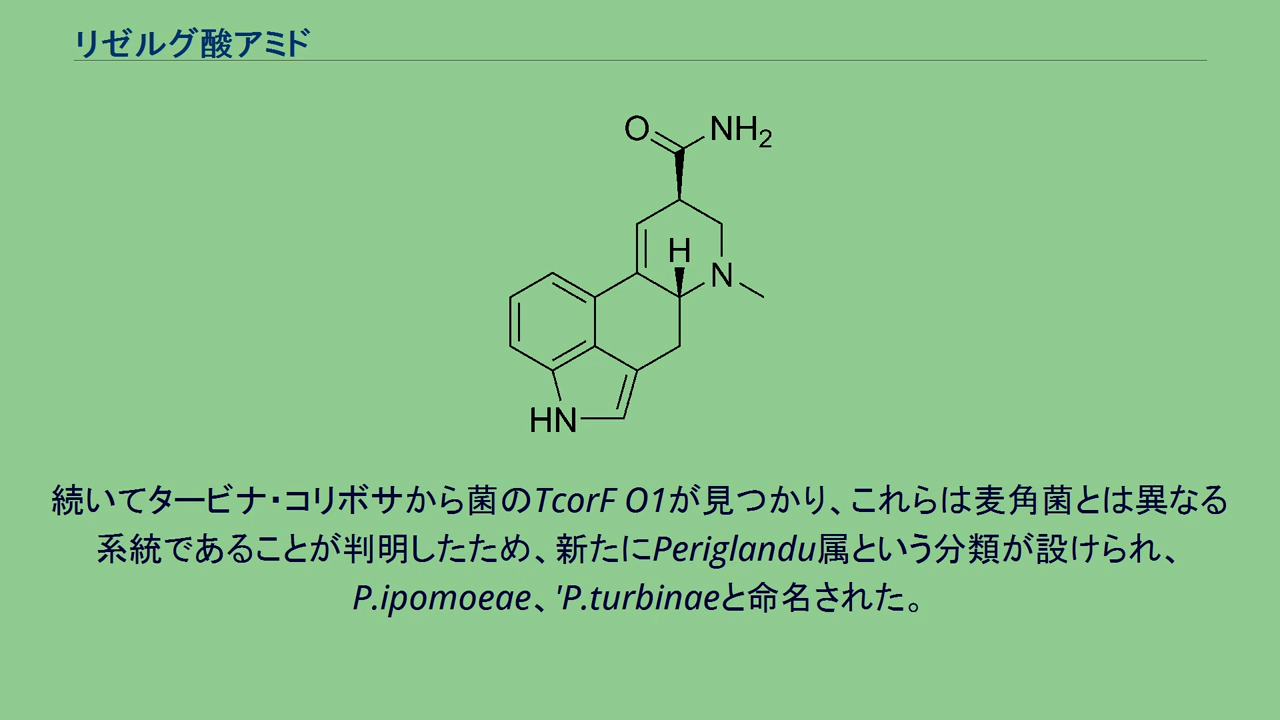 リゼルグ酸アミド
O NH2
H
N
HN
続いてタービナ・コリボサから菌のTcorF O1が見つかり、これらは麦角菌とは異なる
系統であることが判明したため、新たにPeriglandu属という分類が設けられ、
P.ipomoeae、'P.turbinaeと命名された。